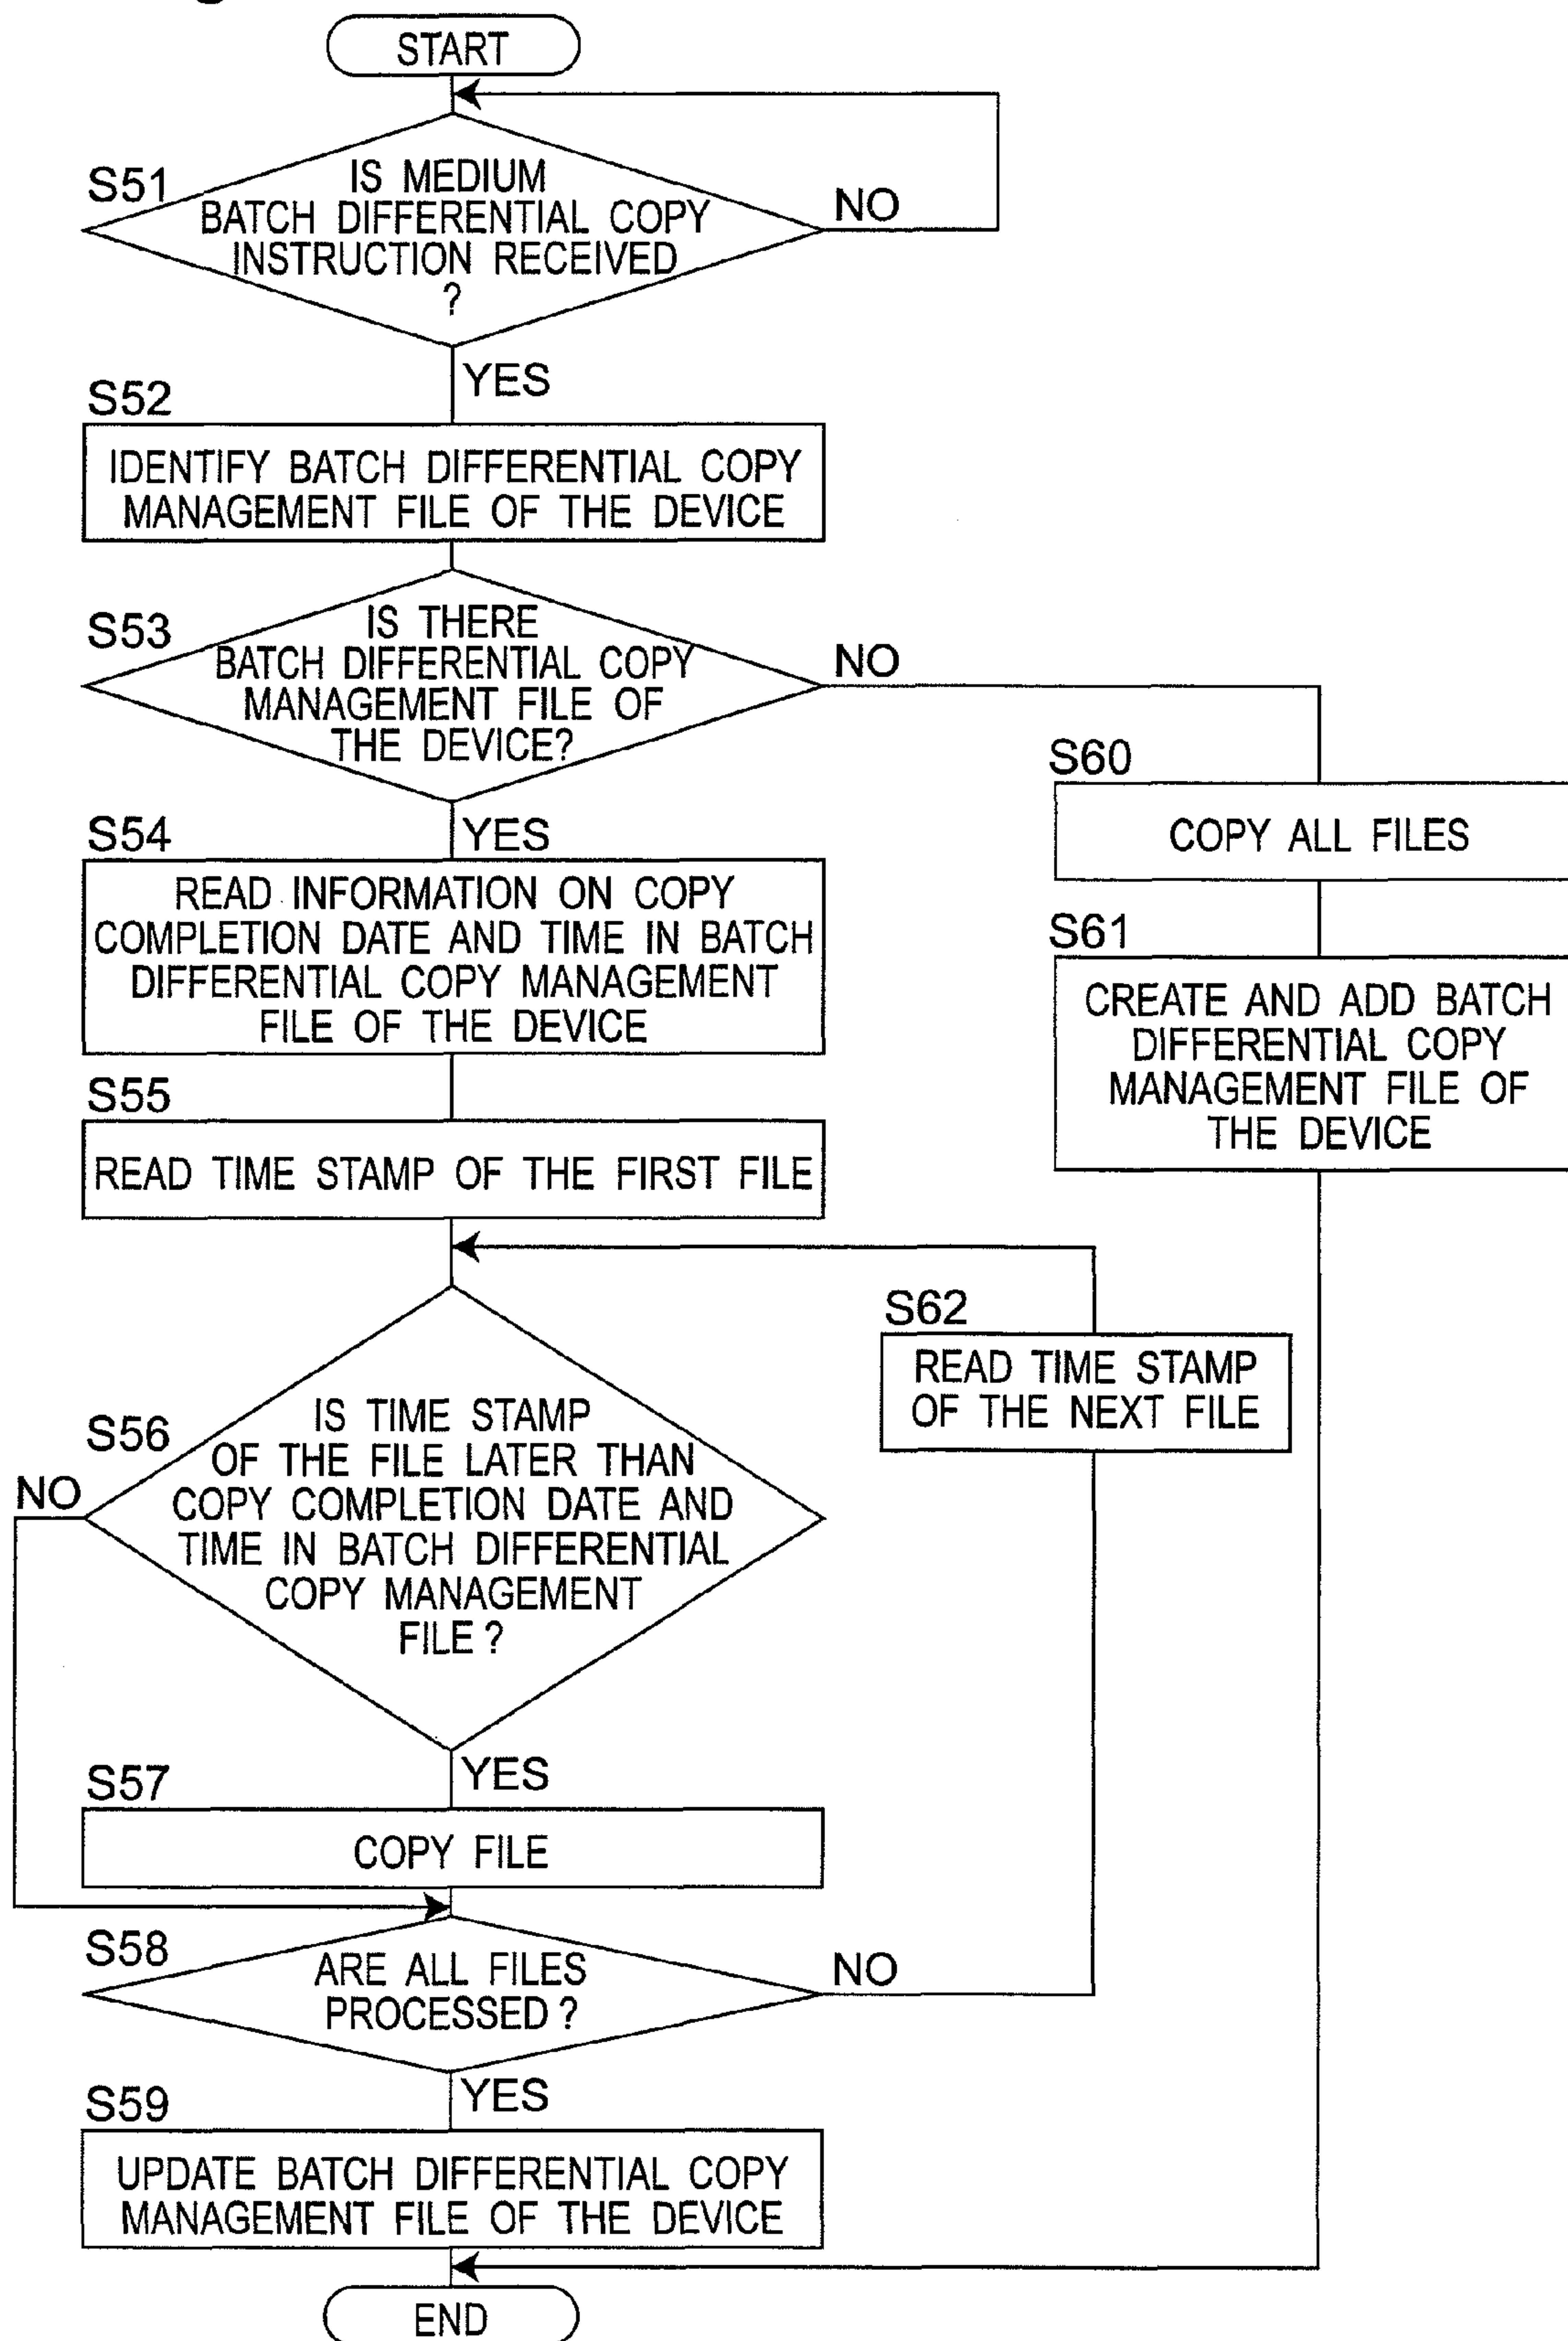 START
S51
IS MEDIUM
BATCH DIFFERENTIAL COPY
INSTRUCTION RECEIVED
?
NO
YES
S52
IDENTIFY BATCH DIFFERENTIAL COPY
MANAGEMENT FILE OF THE DEVICE
S53
IS THERE
BATCH DIFFERENTIAL COPY
MANAGEMENT FILE OF
THE DEVICE?
NO
YES
S60
COPY ALL FILES
S61
CREATE AND ADD BATCH
DIFFERENTIAL COPY
MANAGEMENT FILE OF
THE DEVICE
S54
READ INFORMATION ON COPY
COMPLETION DATE AND TIME IN BATCH
DIFFERENTIAL COPY MANAGEMENT
FILE OF THE DEVICE
S55
READ TIME STAMP OF THE FIRST FILE
S62
READ TIME STAMP
OF THE NEXT FILE
S56
IS TIME STAMP
OF THE FILE LATER THAN
COPY COMPLETION DATE AND
TIME IN BATCH DIFFERENTIAL
COPY MANAGEMENT
FILE ?
NO
YES
S57
COPY FILE
S58
ARE ALL FILES
PROCESSED ?
NO
YES
S59
UPDATE BATCH DIFFERENTIAL COPY
MANAGEMENT FILE OF THE DEVICE
END